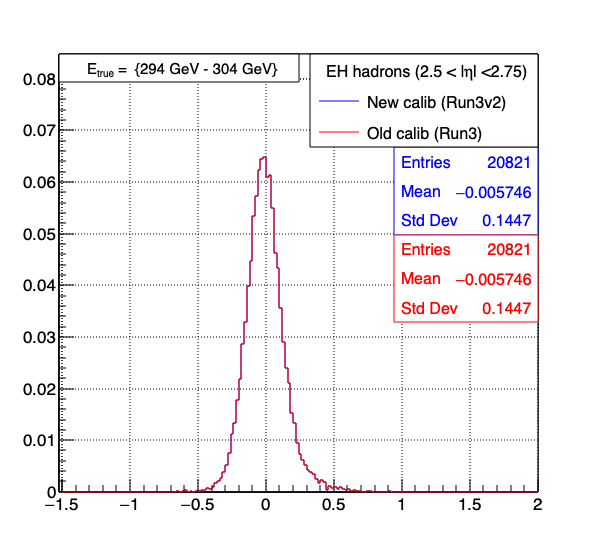 E_true = {294 GeV - 304 GeV}
EH hadrons (2.5 < |η| <2.75)
New calib (Run3v2)
Old calib (Run3)
Entries 20821
Mean −0.005746
Std Dev 0.1447
Entries 20821
Mean −0.005746
Std Dev 0.1447
0.08
0.07
0.06
0.05
0.04
0.03
0.02
0.01
0
−1.5 −1 −0.5 0 0.5 1 1.5 2